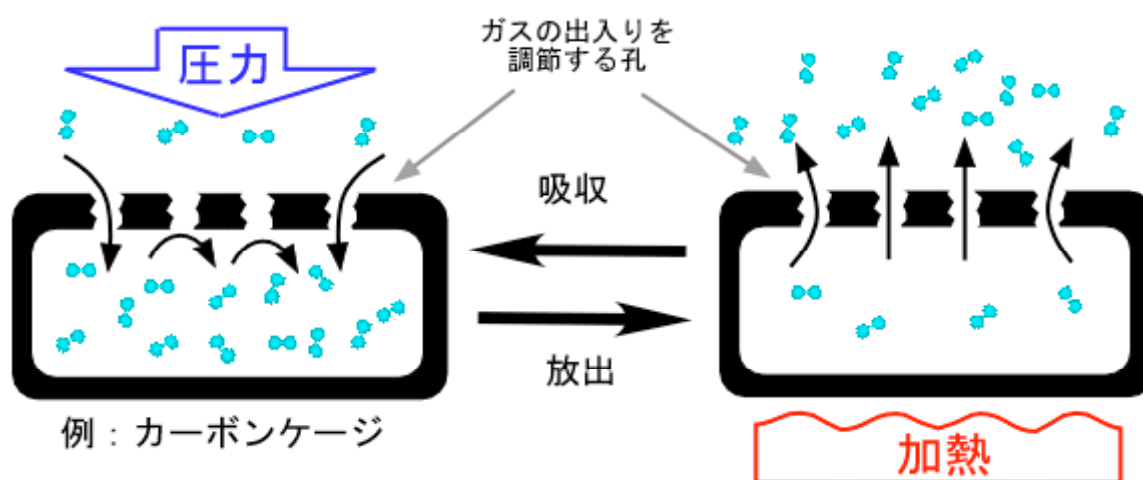 圧力
ガスの出入りを
調節する孔
吸収
放出
例：カーボンケージ
加熱